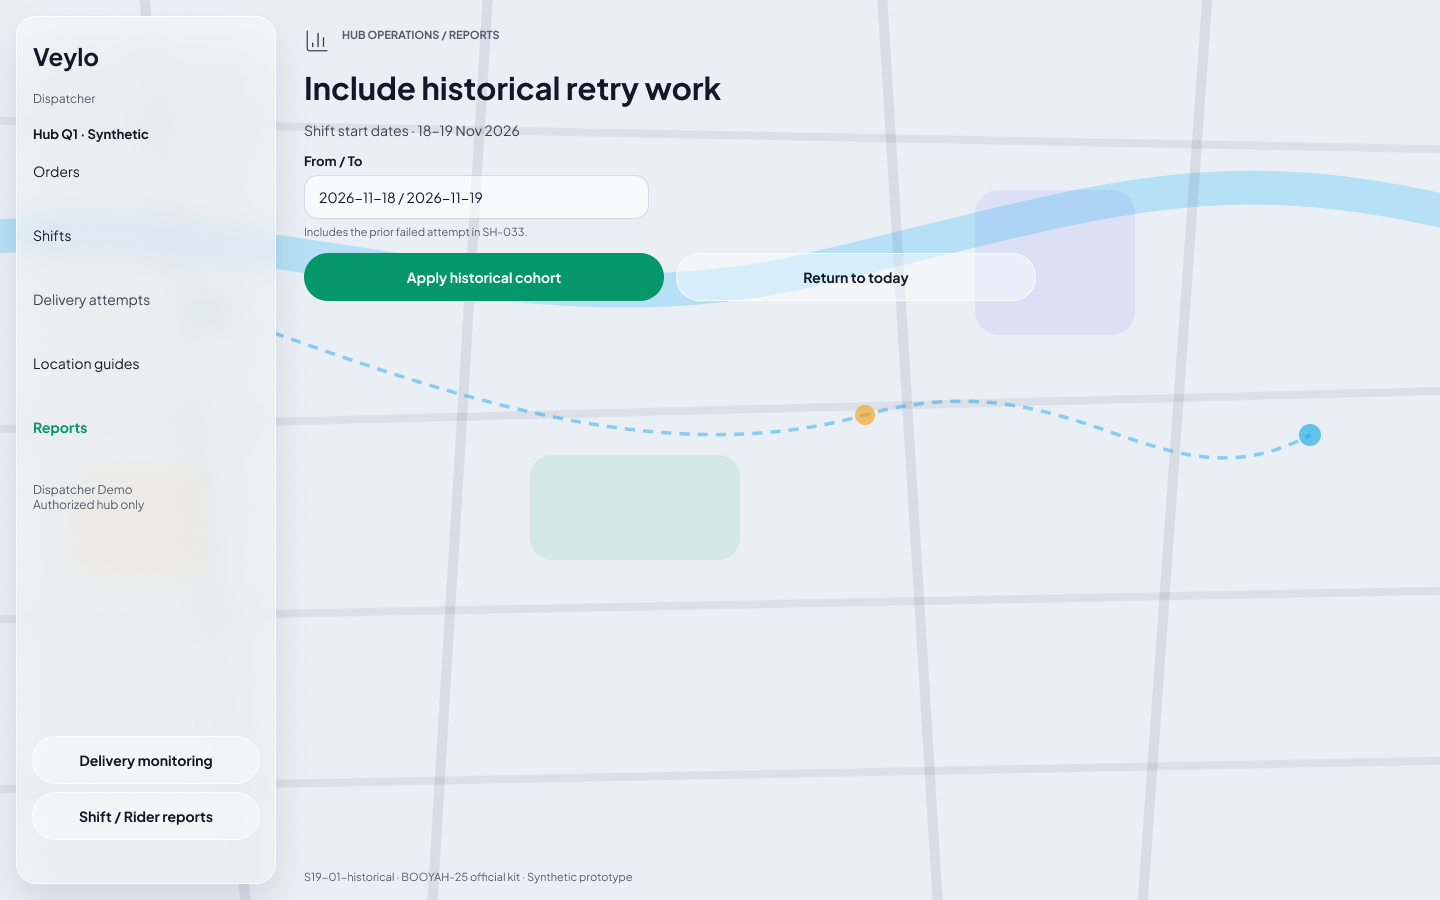 Veylo
Dispatcher
Hub Q1 · Synthetic
Orders
Shifts
Delivery attempts
Location guides
Reports
Dispatcher Demo
Authorized hub only
Delivery monitoring
Shift / Rider reports
HUB OPERATIONS / REPORTS
Include historical retry work
Shift start dates · 18–19 Nov 2026
From / To
2026-11-18 / 2026-11-19
Includes the prior failed attempt in SH-033.
Apply historical cohort
Return to today
S19-01-historical · BOOYAH-25 official kit · Synthetic prototype